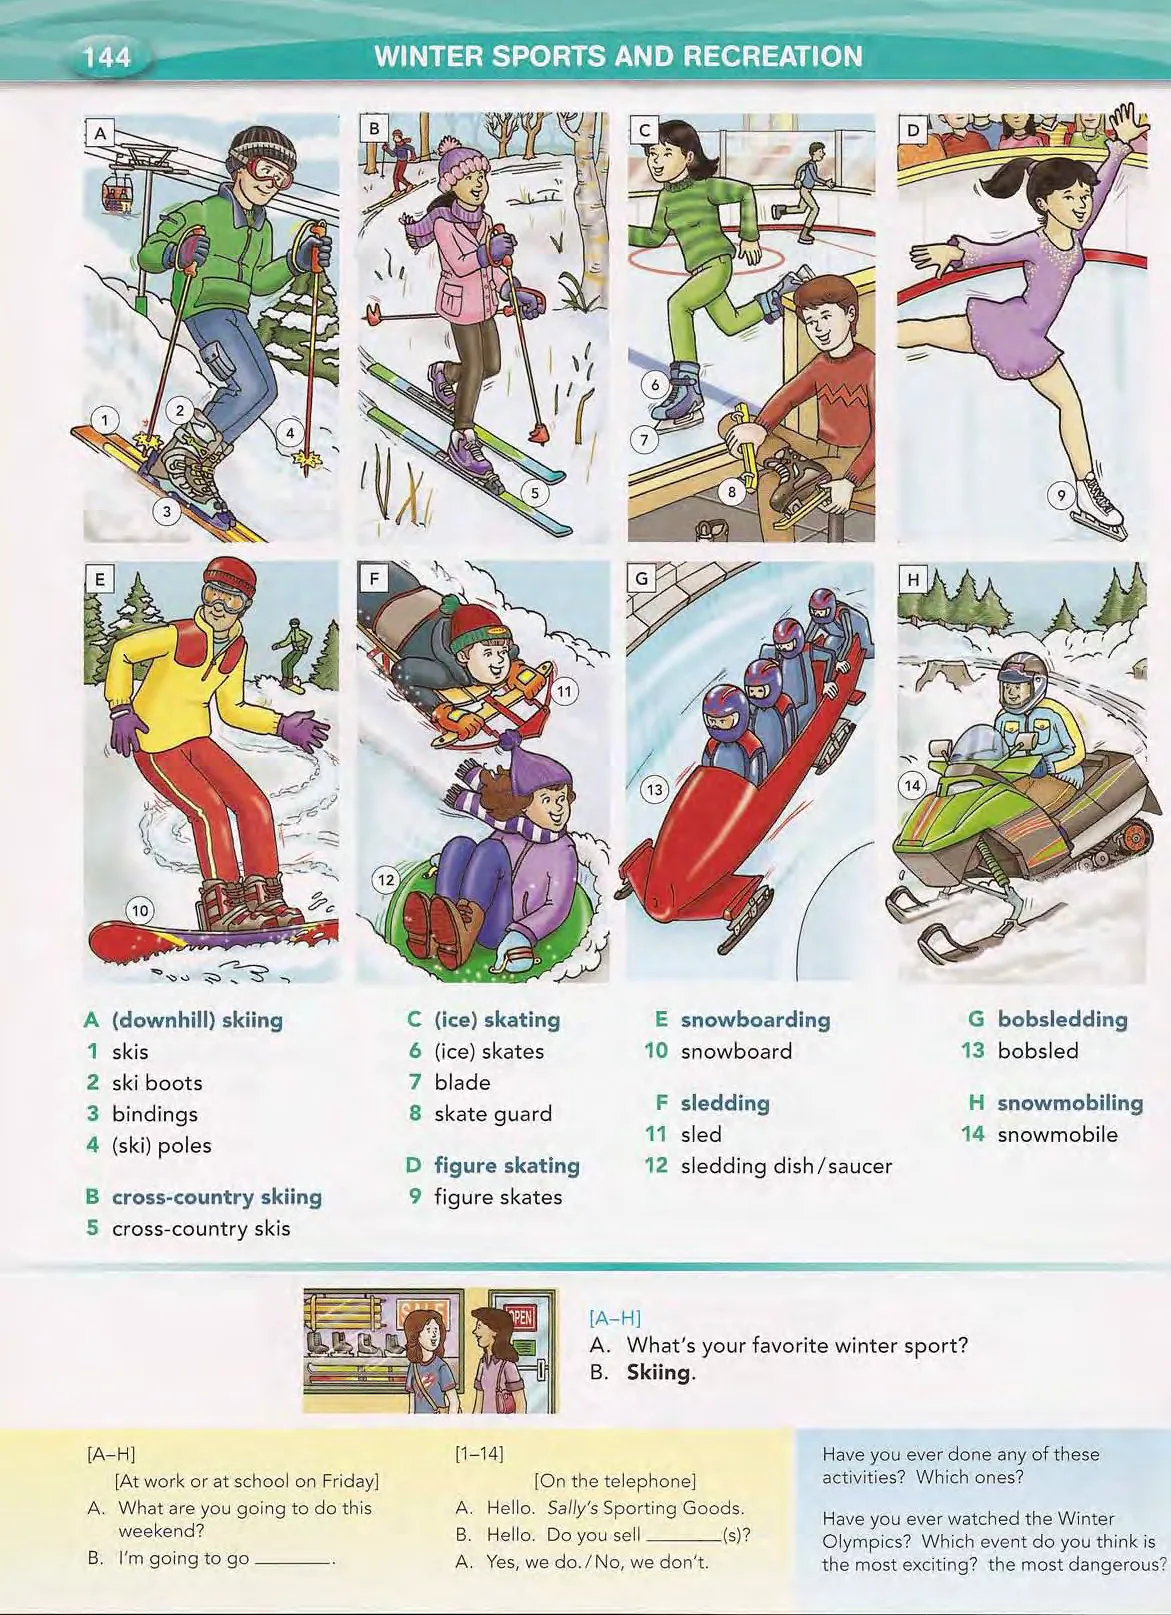 144
WINTER SPORTS AND RECREATION
A
B
C
D
1
2
3
4
5
6
7
8
9
E
F
G
H
10
11
12
13
14
A (downhill) skiing
1 skis
2 ski boots
3 bindings
4 (ski) poles
B cross-country skiing
5 cross-country skis
C (ice) skating
6 (ice) skates
7 blade
8 skate guard
D figure skating
9 figure skates
E snowboarding
10 snowboard
F sledding
11 sled
12 sledding dish/saucer
G bobsledding
13 bobsled
H snowmobiling
14 snowmobile
SALE
OPEN
[A–H]
A. What's your favorite winter sport?
B. Skiing.
[A–H]
[At work or at school on Friday]
A. What are you going to do this
weekend?
B. I'm going to go ________.
[1–14]
[On the telephone]
A. Hello. Sally's Sporting Goods.
B. Hello. Do you sell ________(s)?
A. Yes, we do./No, we don't.
Have you ever done any of these
activities? Which ones?
Have you ever watched the Winter
Olympics? Which event do you think is
the most exciting? the most dangerous?